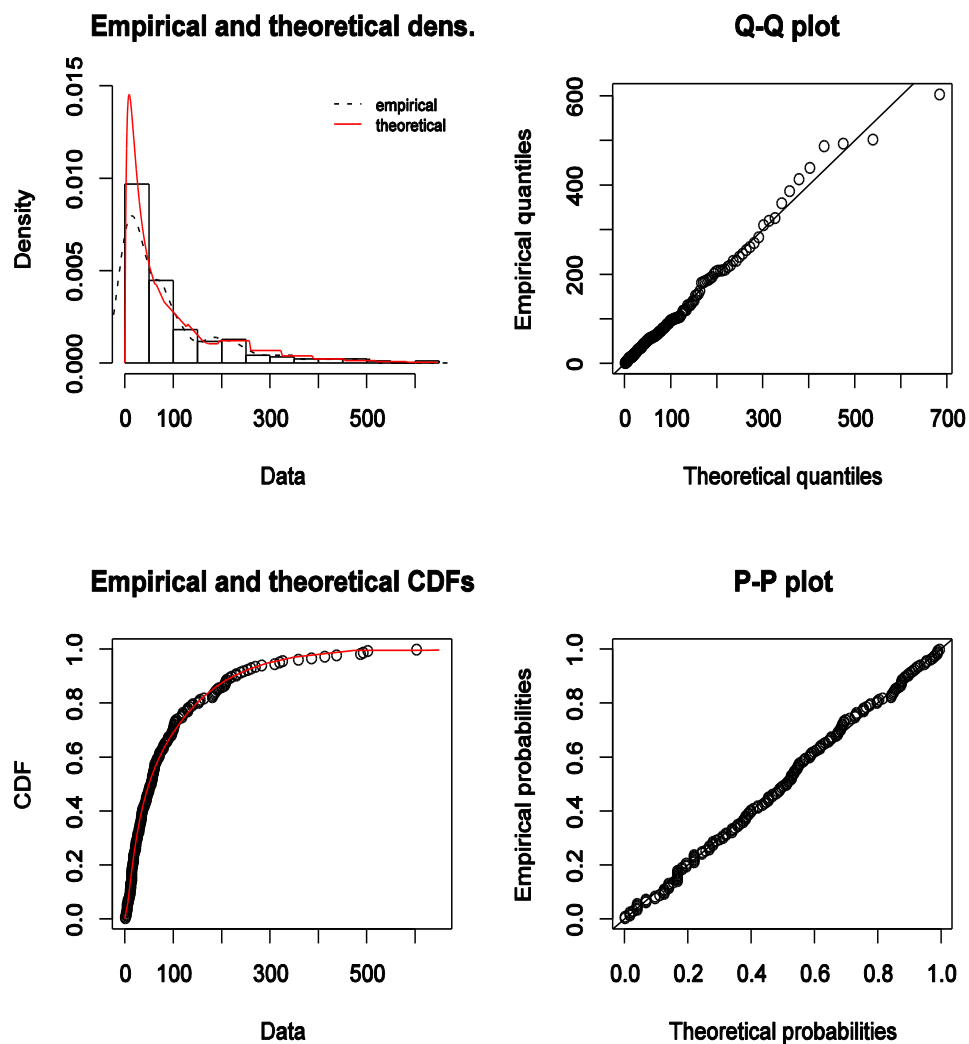 Empirical and theoretical dens.
Density
0.000 0.005 0.010 0.015
empirical
theoretical
0 100 300 500
Data
Q-Q plot
Empirical quantiles
0 200 400 600
0 100 300 500 700
Theoretical quantiles
Empirical and theoretical CDFs
CDF
0.0 0.2 0.4 0.6 0.8 1.0
0 100 300 500
Data
P-P plot
Empirical probabilities
0.0 0.2 0.4 0.6 0.8 1.0
0.0 0.2 0.4 0.6 0.8 1.0
Theoretical probabilities